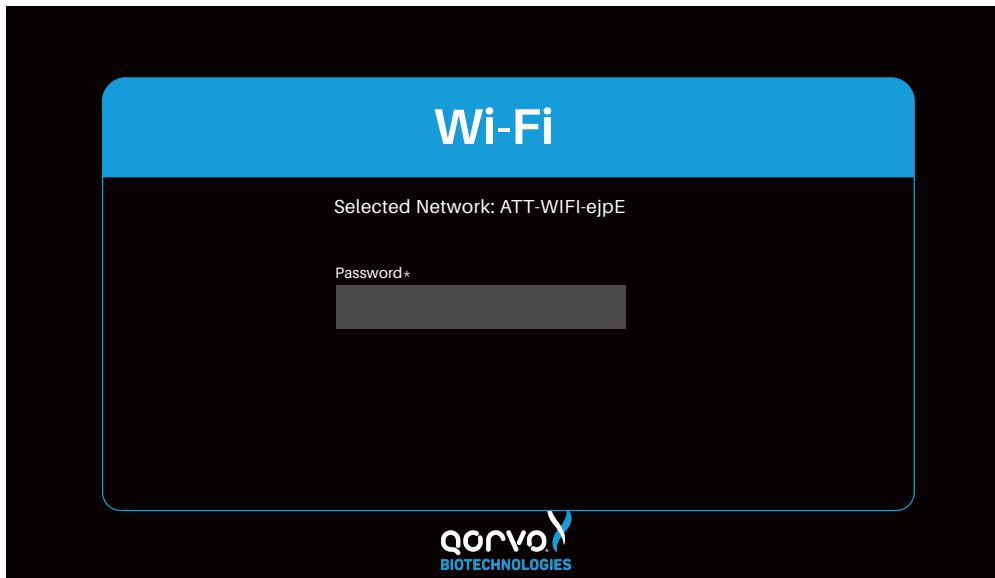 Wi-Fi
Selected Network: ATT-WIFI-ejpE
Password*
qorvo
BIOTECHNOLOGIES